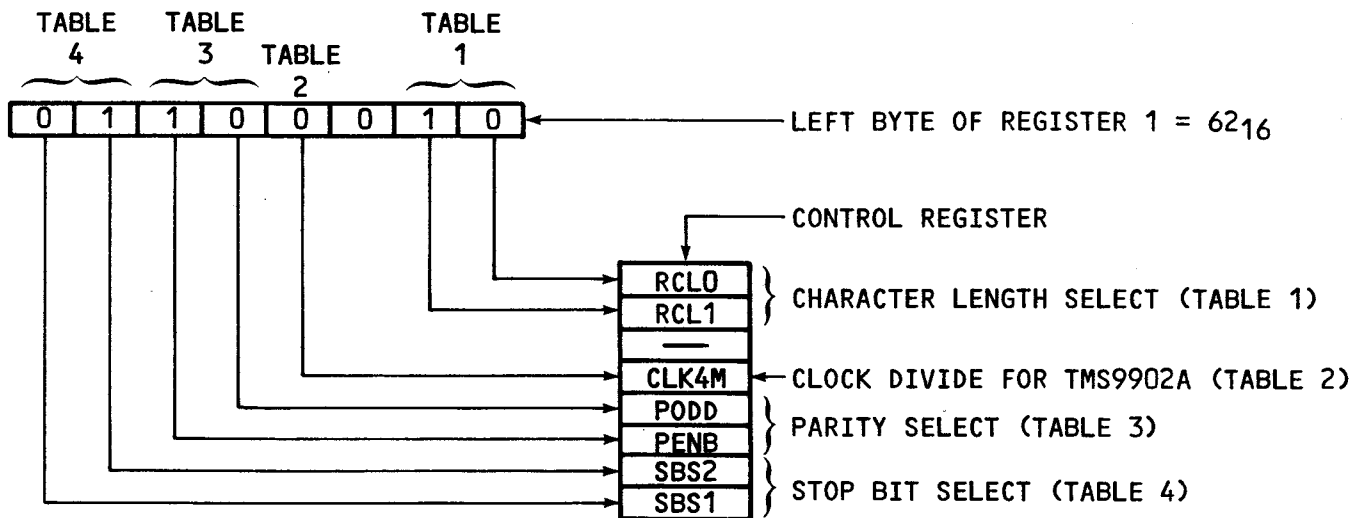 TABLE 4
TABLE 3
TABLE 2
TABLE 1
0 1 1 0 0 0 1 0
LEFT BYTE OF REGISTER 1 = 62₁₆
CONTROL REGISTER
RCL0
RCL1
CHARACTER LENGTH SELECT (TABLE 1)
—
CLK4M
CLOCK DIVIDE FOR TMS9902A (TABLE 2)
PODD
PENB
PARITY SELECT (TABLE 3)
SBS2
SBS1
STOP BIT SELECT (TABLE 4)